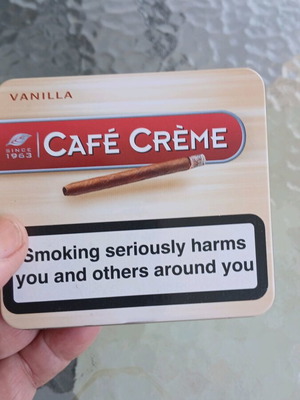 VANILLA
SINCE
1963
CAFÉ CRÈME
Smoking seriously harms
you and others around you